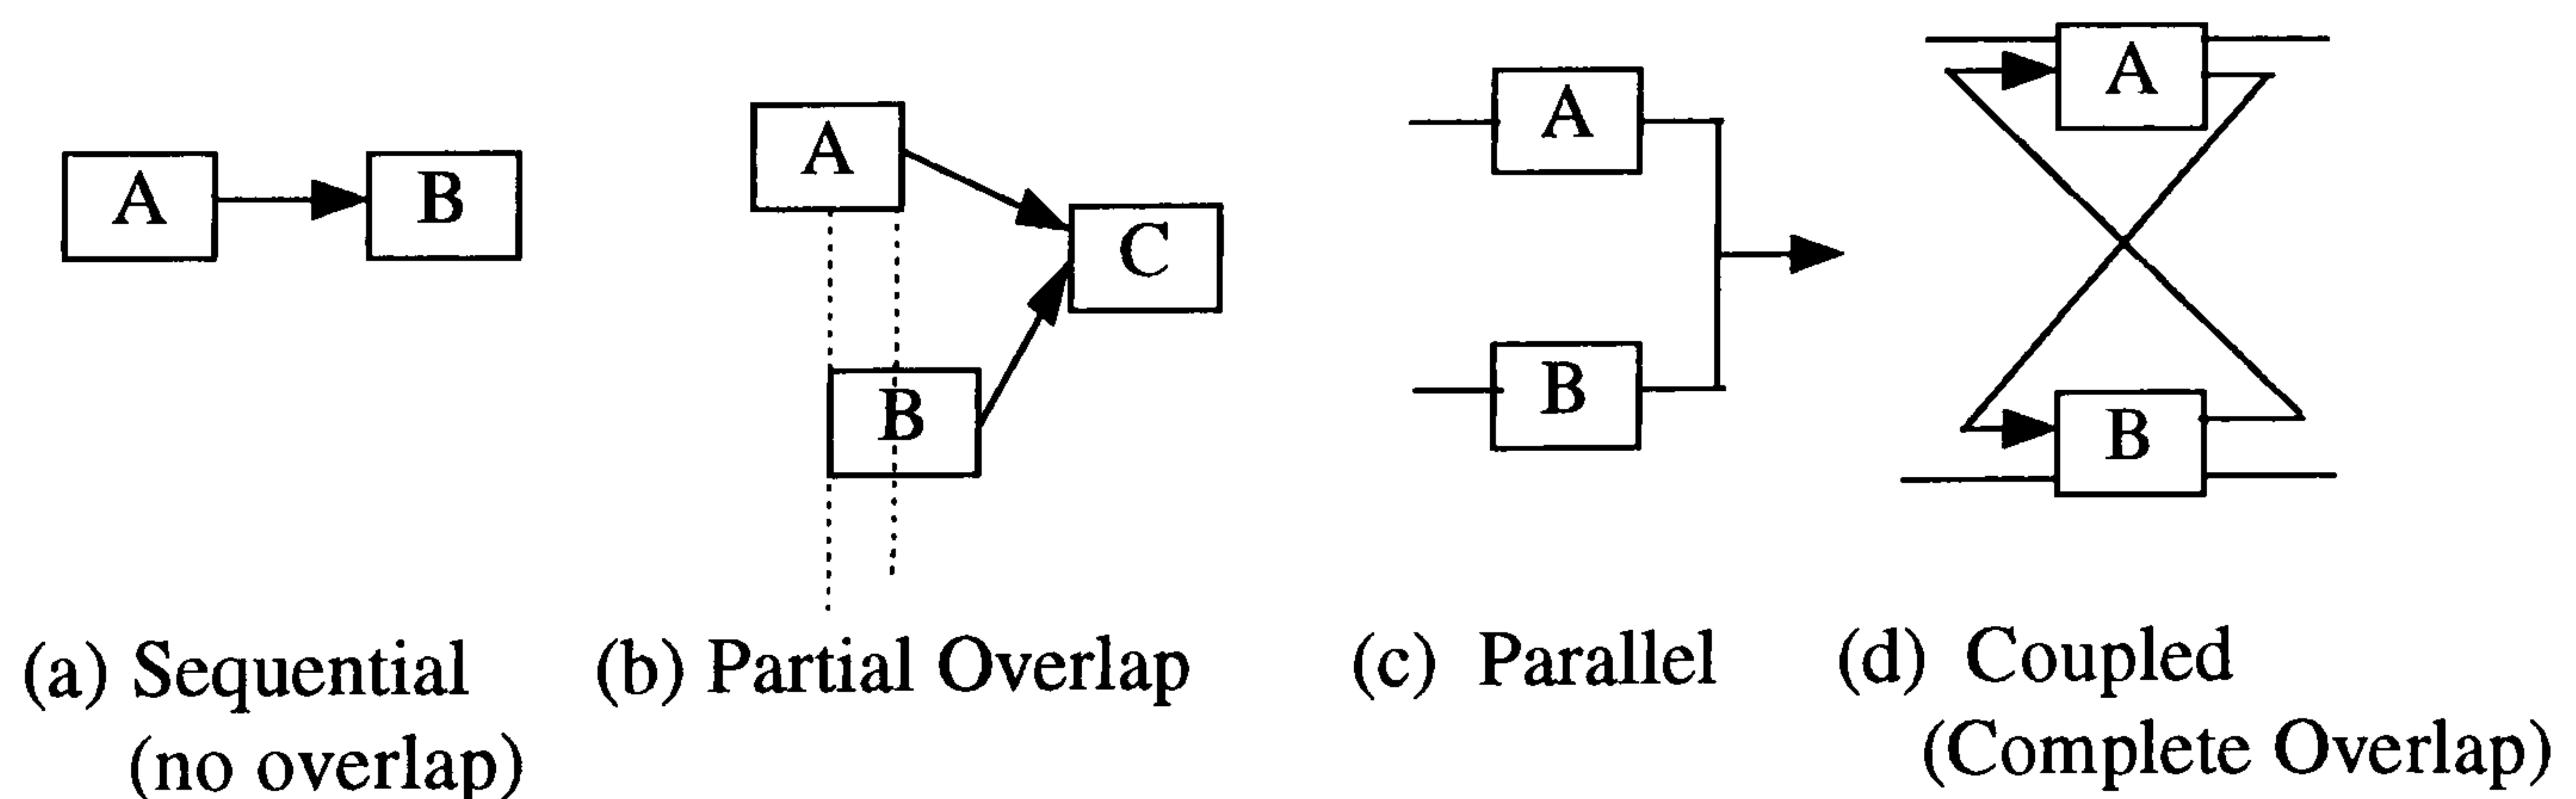 A
B
A
B
C
A
B
A
B
(a) Sequential
(no overlap)
(b) Partial Overlap
(c) Parallel
(d) Coupled
(Complete Overlap)